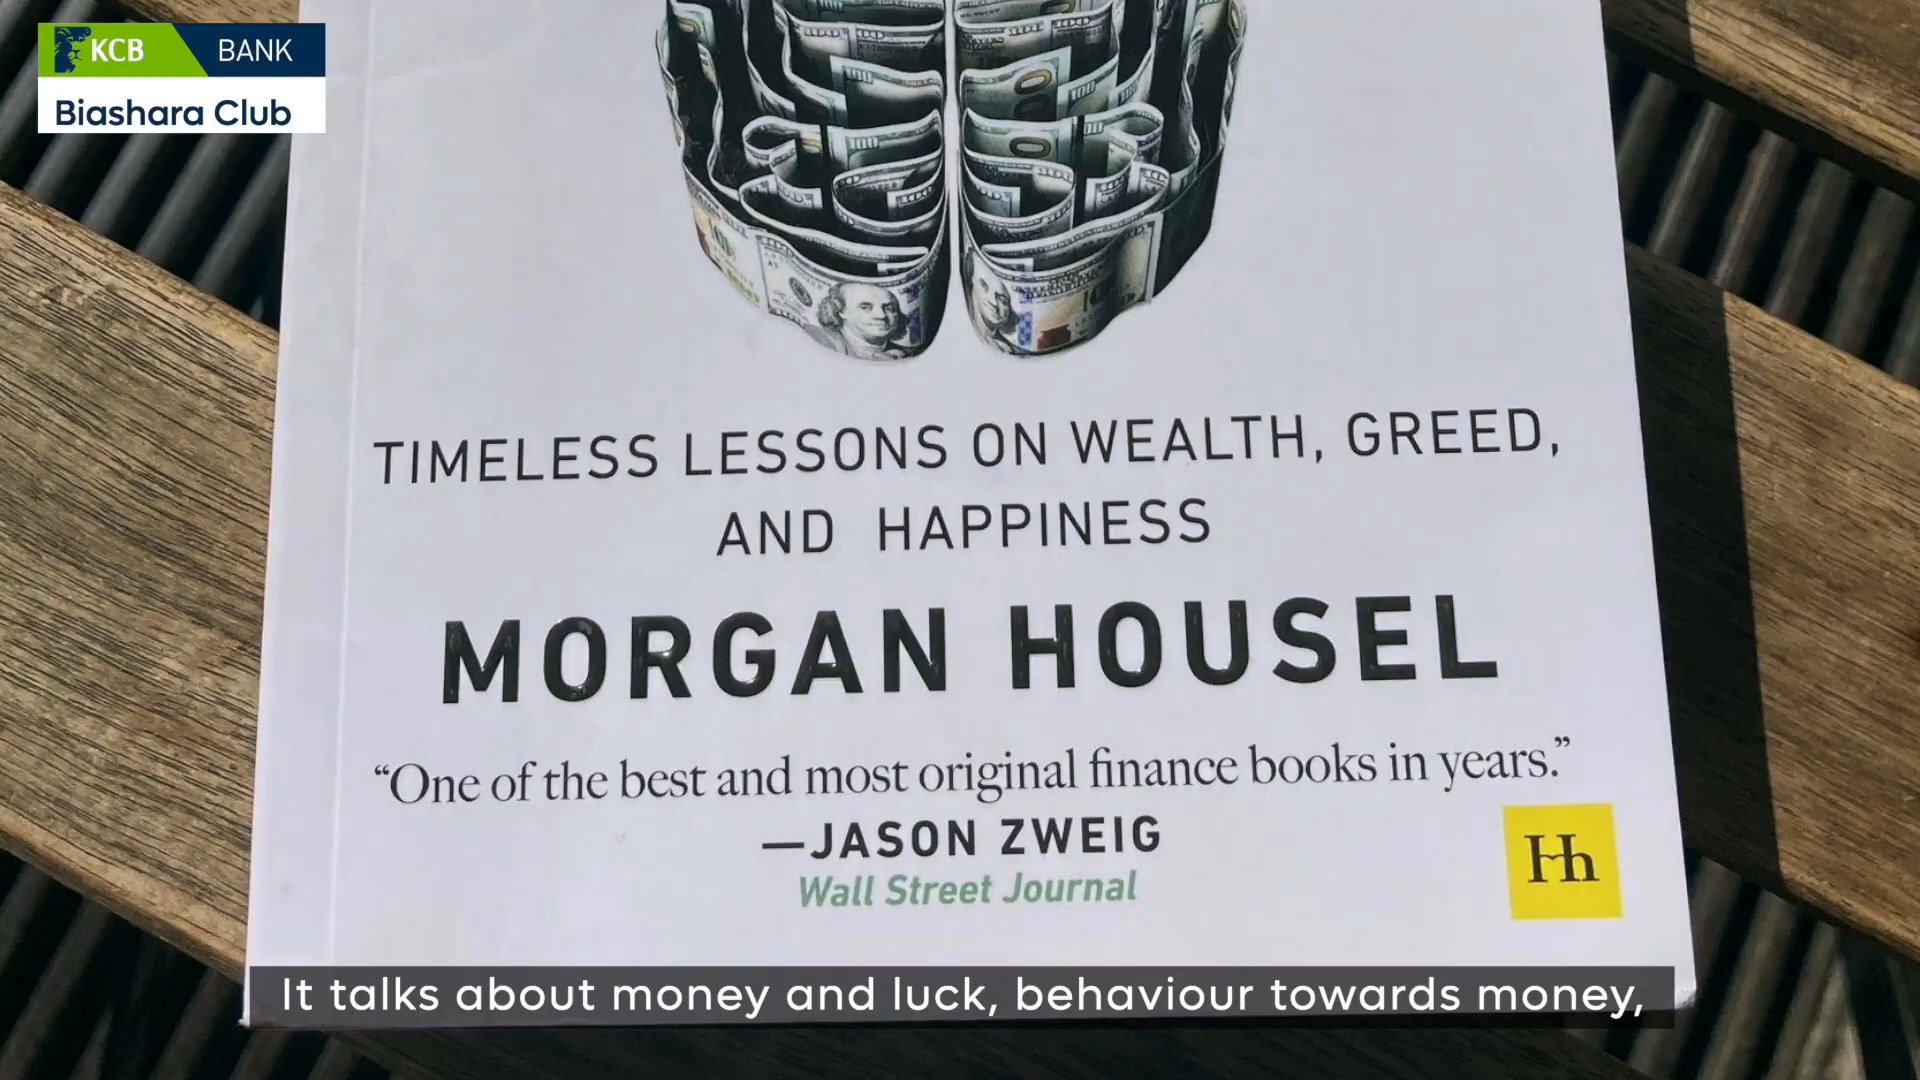 KCB BANK
Biashara Club
TIMELESS LESSONS ON WEALTH, GREED,
AND HAPPINESS
MORGAN HOUSEL
“One of the best and most original finance books in years.”
—JASON ZWEIG
Wall Street Journal
Hh
It talks about money and luck, behaviour towards money,